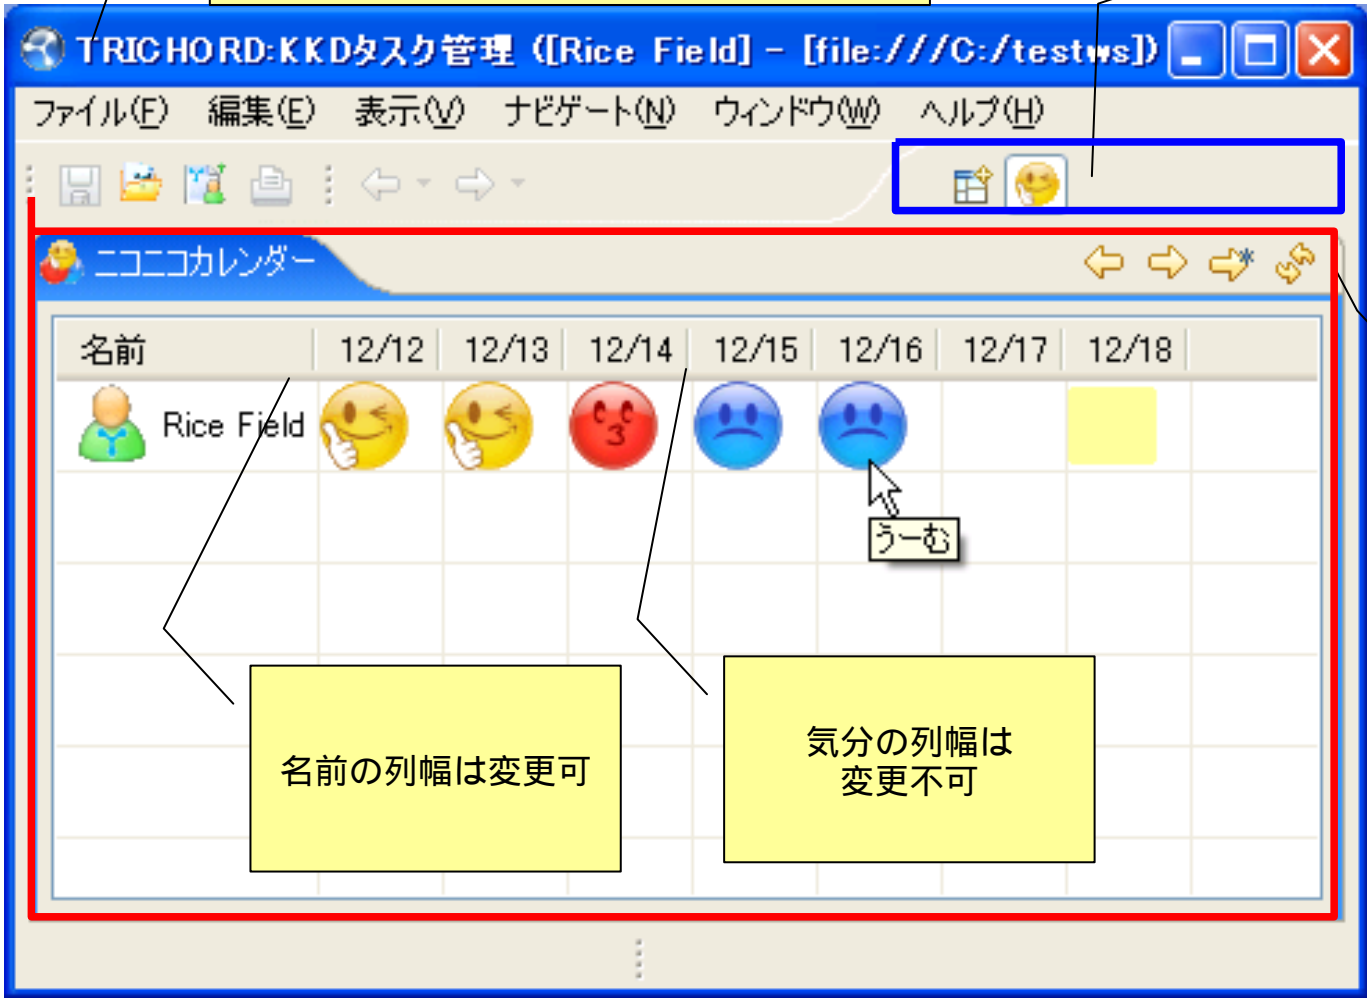 TRICHORD:KKDタスク管理 ([Rice Field] - [file:///C:/testws])
ファイル(F) 編集(E) 表示(V) ナビゲート(N) ウィンドウ(W) ヘルプ(H)
ニコニコカレンダー
名前 12/12 12/13 12/14 12/15 12/16 12/17 12/18
Rice Field
うーむ
名前の列幅は変更可
気分の列幅は
変更不可